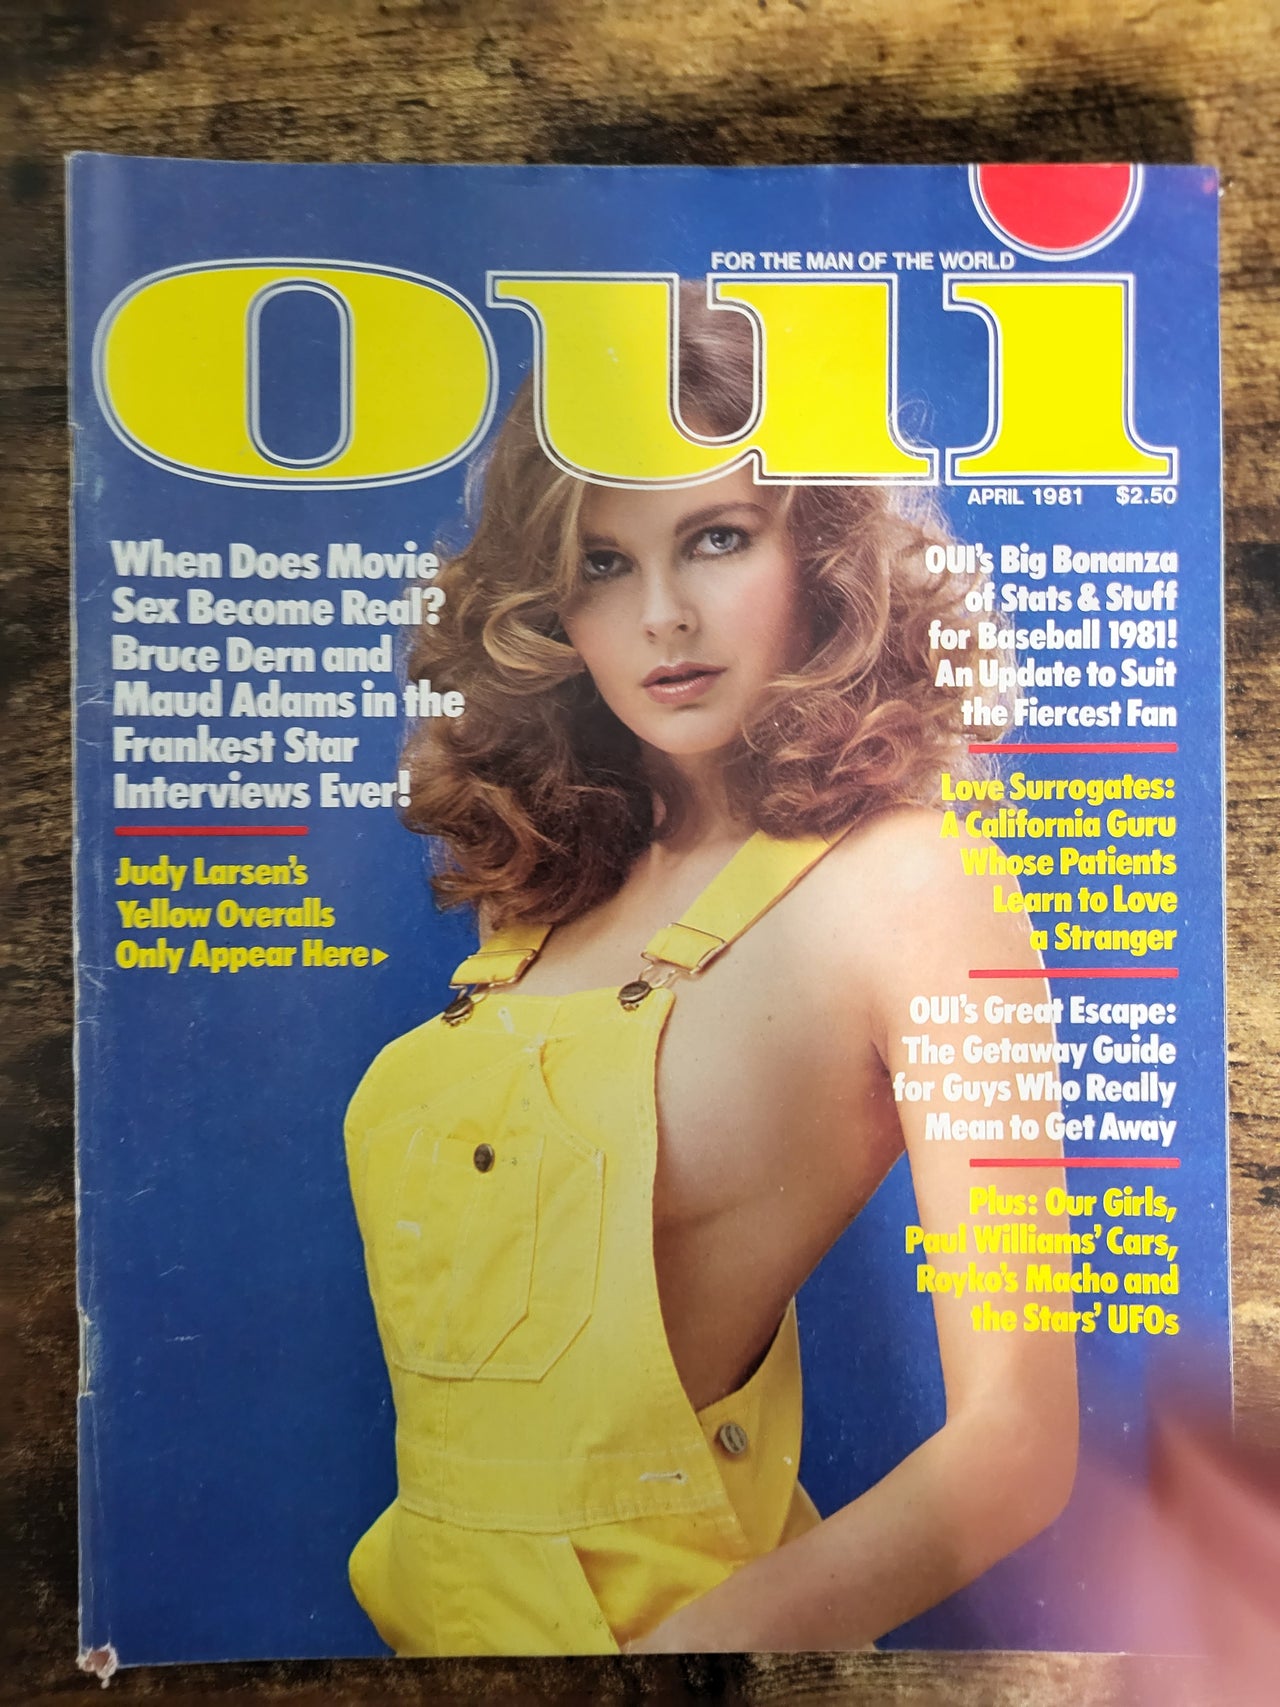 FOR THE MAN OF THE WORLD
Oui
APRIL 1981 $2.50
When Does Movie
Sex Become Real?
Bruce Dern and
Maud Adams in the
Frankest Star
Interviews Ever!
Judy Larsen's
Yellow Overalls
Only Appear Here►
OUI's Big Bonanza
of Stats & Stuff
for Baseball 1981!
An Update to Suit
the Fiercest Fan
Love Surrogates:
A California Guru
Whose Patients
Learn to Love
a Stranger
OUI's Great Escape:
The Getaway Guide
for Guys Who Really
Mean to Get Away
Plus: Our Girls,
Paul Williams' Cars,
Royko's Macho and
the Stars' UFOs